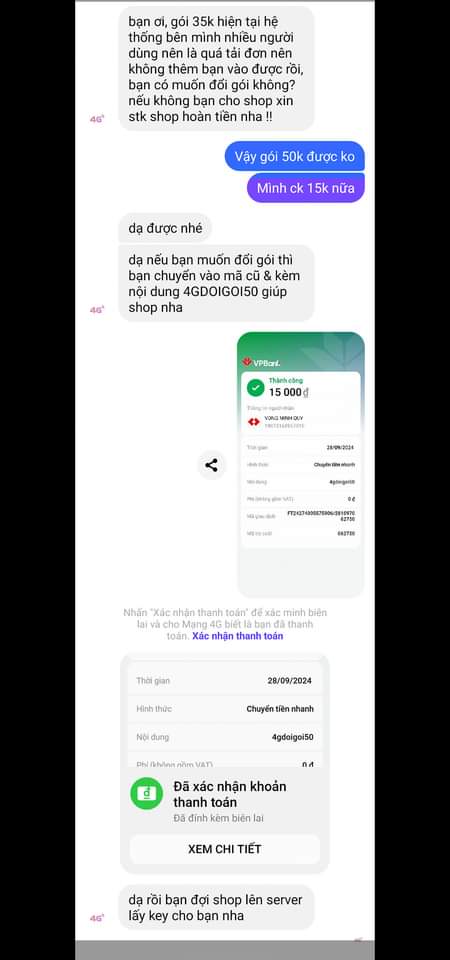 bạn ơi, gói 35k hiện tại hệ
thống bên mình nhiều người
dùng nên là quá tải đơn nên
không thêm bạn vào được rồi,
bạn có muốn đổi gói không?
nếu không bạn cho shop xin
stk shop hoàn tiền nha !!
4G+
Vậy gói 50k được ko
Mình ck 15k nữa
dạ được nhé
dạ nếu bạn muốn đổi gói thì
bạn chuyển vào mã cũ & kèm
nội dung 4GDOIGOI50 giúp
shop nha
4G+
VPBank
Thành công
15 000₫
Thông tin người nhận
Thời gian 28/09/2024
Hình thức Chuyển tiền nhanh
Nội dung 4gdoigoi50
Phí (không gồm VAT) 0 ₫
Mã giao dịch
Mã tra soát 662755
Nhấn "Xác nhận thanh toán" để xác minh biên
lai và cho Mạng 4G biết là bạn đã thanh
toán. Xác nhận thanh toán
Thời gian 28/09/2024
Hình thức Chuyển tiền nhanh
Nội dung 4gdoigoi50
Phí (không gồm VAT) 0 ₫
Đã xác nhận khoản
thanh toán
Đã đính kèm biên lai
XEM CHI TIẾT
dạ rồi bạn đợi shop lên server
lấy key cho bạn nha
4G+